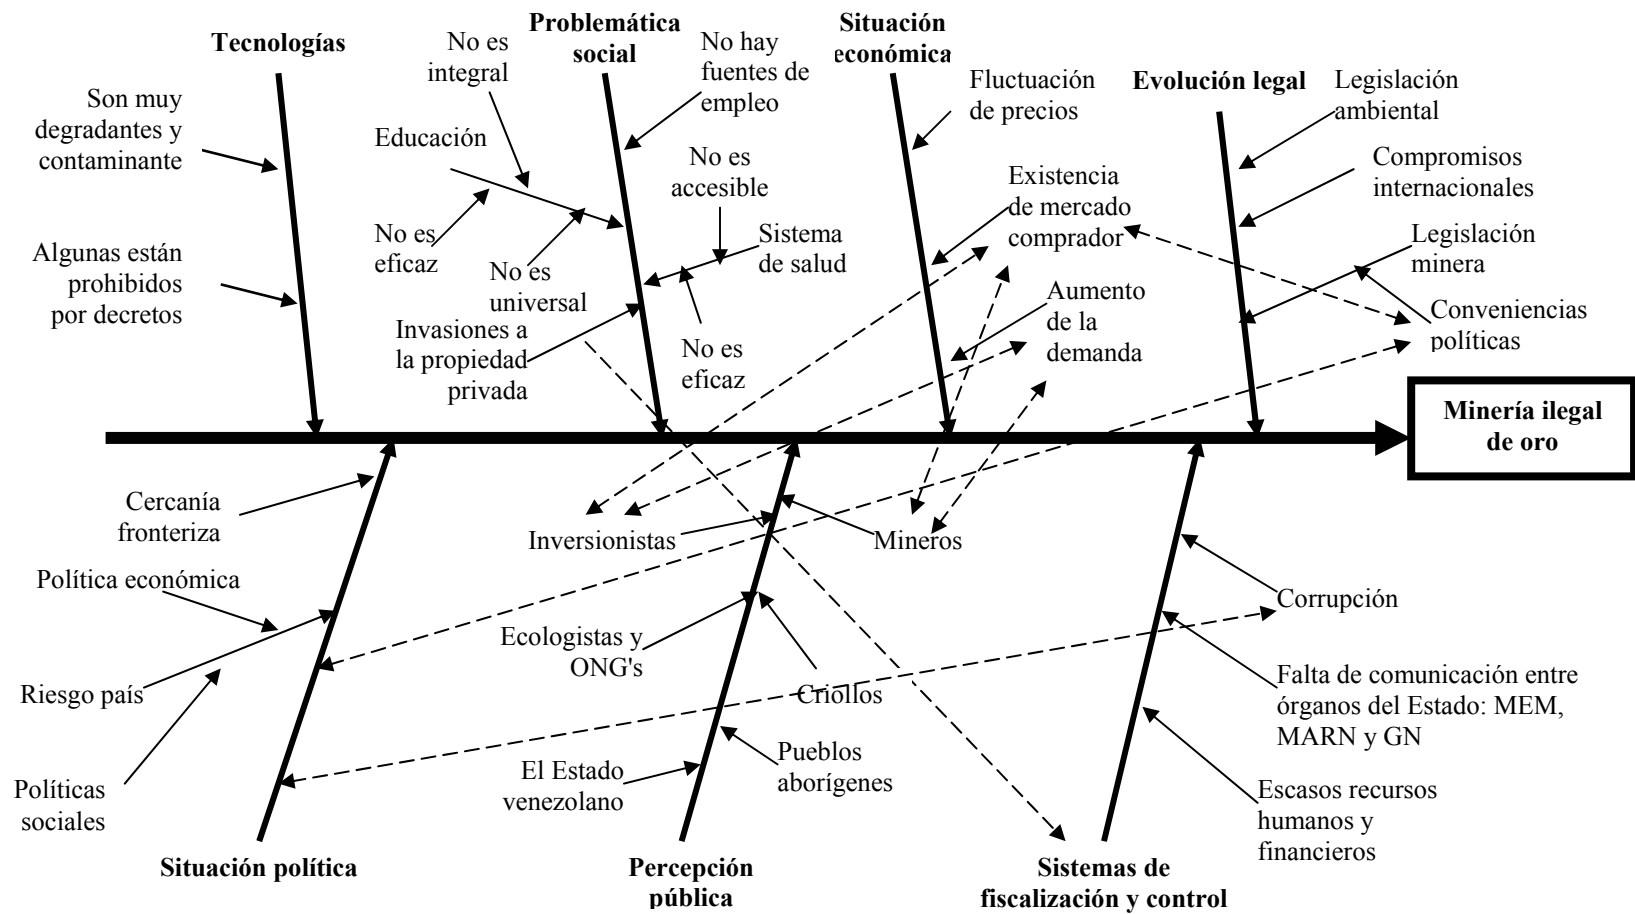 Tecnologías
Problemática
social
Situación
económica
Evolución legal
Son muy
degradantes y
contaminante
Algunas están
prohibidos
por decretos
No es
integral
Educación
No es
eficaz
No es
universal
No hay
fuentes de
empleo
No es
accesible
Sistema
de salud
No es
eficaz
Invasiones a
la propiedad
privada
Fluctuación
de precios
Existencia
de mercado
comprador
Aumento
de la
demanda
Legislación
ambiental
Compromisos
internacionales
Legislación
minera
Conveniencias
políticas
Minería ilegal
de oro
Cercanía
fronteriza
Política económica
Riesgo país
Políticas
sociales
Inversionistas
Mineros
Ecologistas y
ONG's
Criollos
El Estado
venezolano
Pueblos
aborígenes
Corrupción
Falta de comunicación entre
órganos del Estado: MEM,
MARN y GN
Escasos recursos
humanos y
financieros
Situación política
Percepción
pública
Sistemas de
fiscalización y control